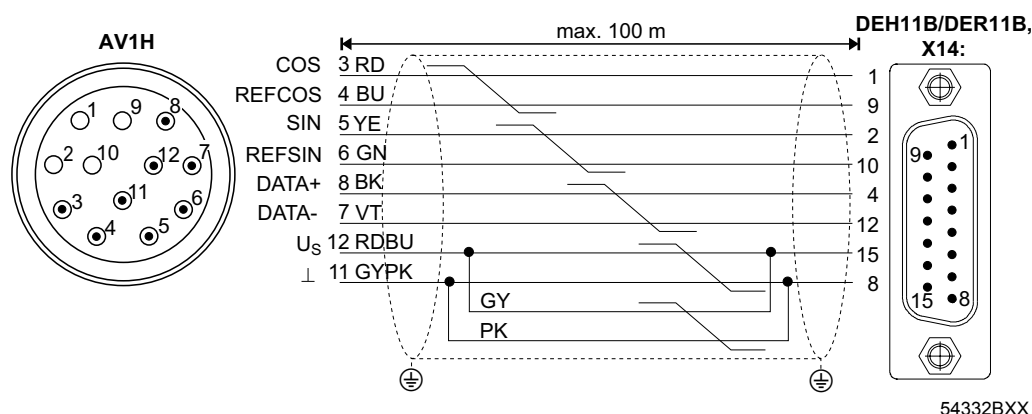 AV1H
max. 100 m
DEH11B/DER11B,
X14:
COS 3 RD 1
REFCOS 4 BU 9
SIN 5 YE 2
REFSIN 6 GN 10
DATA+ 8 BK 4
DATA- 7 VT 12
US 12 RDBU 15
⊥ 11 GYPK 8
GY
PK
1 9 8
2 10 12 7
3 11 6
4 5
9 1
15 8
54332BXX